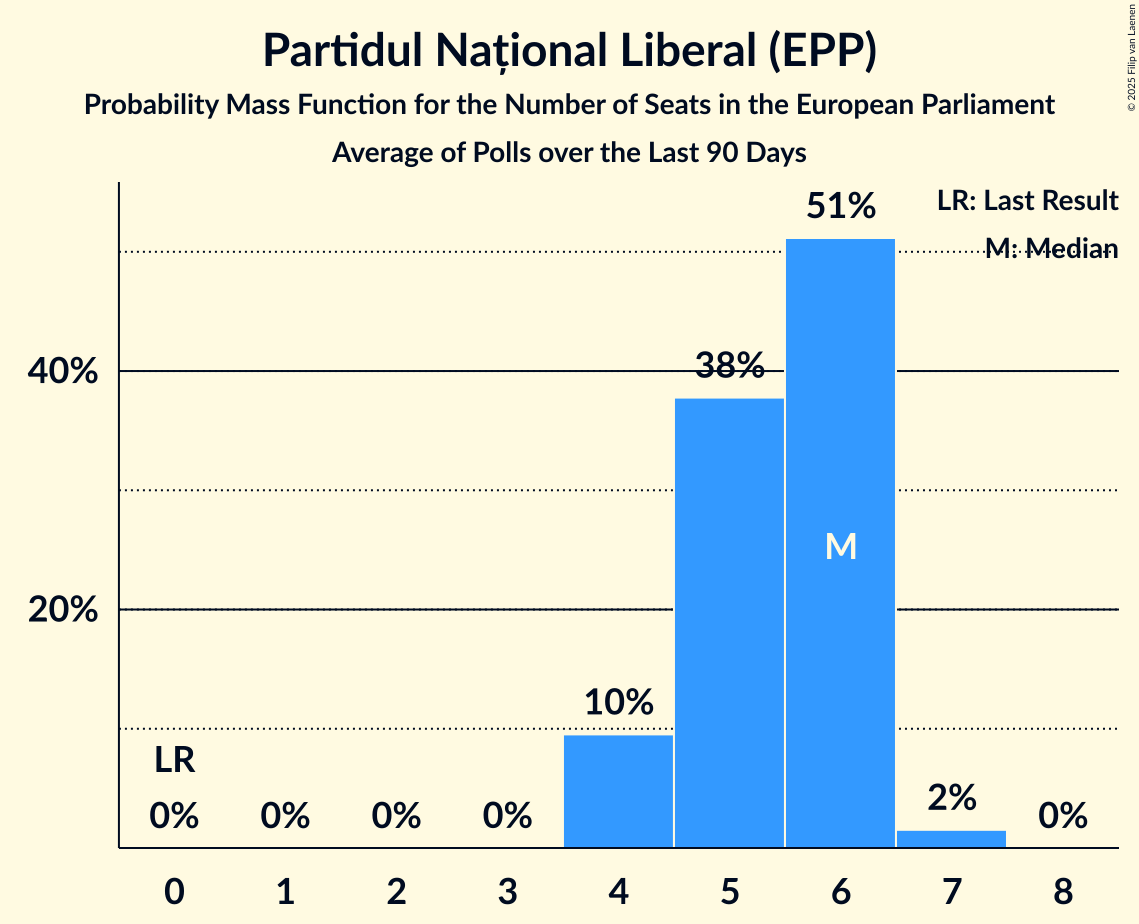 Partidul Național Liberal (EPP)
Probability Mass Function for the Number of Seats in the European Parliament
Average of Polls over the Last 90 Days
© 2025 Filip van Laenen
LR: Last Result
M: Median
51%
40%
38%
M
20%
10%
LR
0% 0% 0% 0% 2% 0%
0 1 2 3 4 5 6 7 8